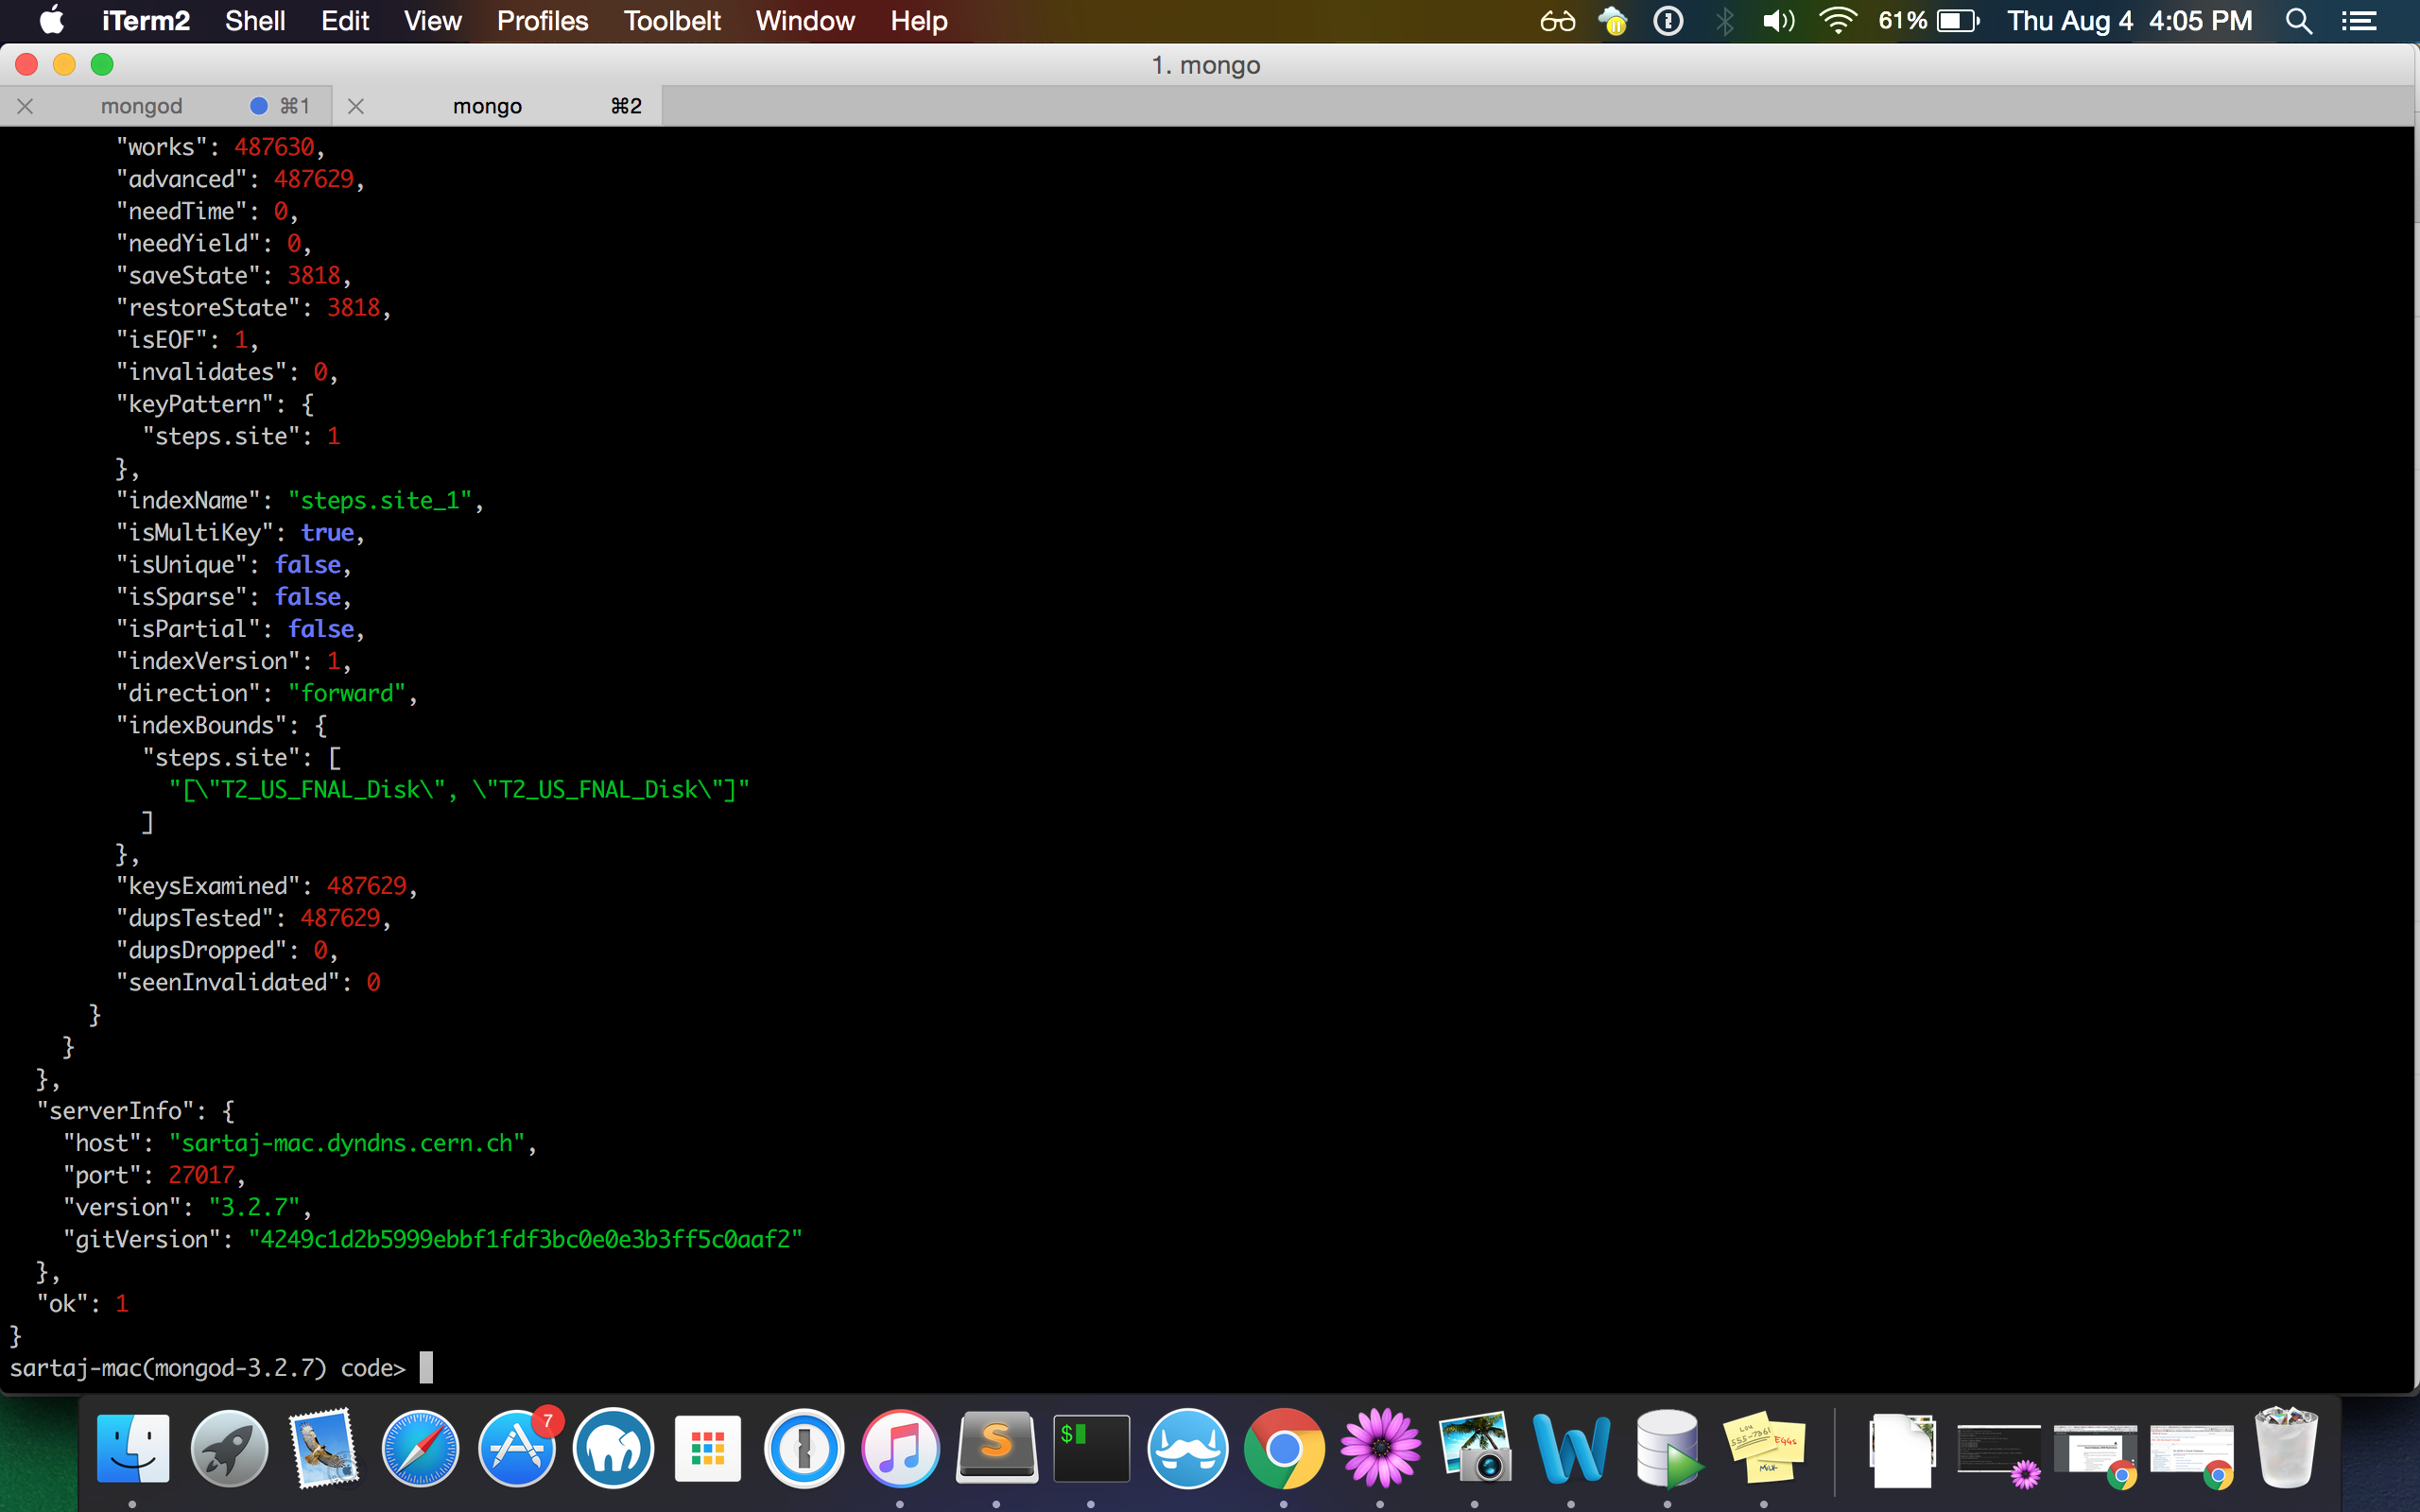 iTerm2 Shell Edit View Profiles Toolbelt Window Help 61% Thu Aug 4 4:05 PM
1. mongo
mongod ⌘1 mongo ⌘2
"works": 487630,
"advanced": 487629,
"needTime": 0,
"needYield": 0,
"saveState": 3818,
"restoreState": 3818,
"isEOF": 1,
"invalidates": 0,
"keyPattern": {
"steps.site": 1
},
"indexName": "steps.site_1",
"isMultiKey": true,
"isUnique": false,
"isSparse": false,
"isPartial": false,
"indexVersion": 1,
"direction": "forward",
"indexBounds": {
"steps.site": [
"[\"T2_US_FNAL_Disk\", \"T2_US_FNAL_Disk\"]"
]
},
"keysExamined": 487629,
"dupsTested": 487629,
"dupsDropped": 0,
"seenInvalidated": 0
}
}
},
"serverInfo": {
"host": "sartaj-mac.dyndns.cern.ch",
"port": 27017,
"version": "3.2.7",
"gitVersion": "4249c1d2b5999ebbf1fdf3bc0e0e3b3ff5c0aaf2"
},
"ok": 1
}
sartaj-mac(mongod-3.2.7) code>
7
S
$
555-7361
EGGS
MILK